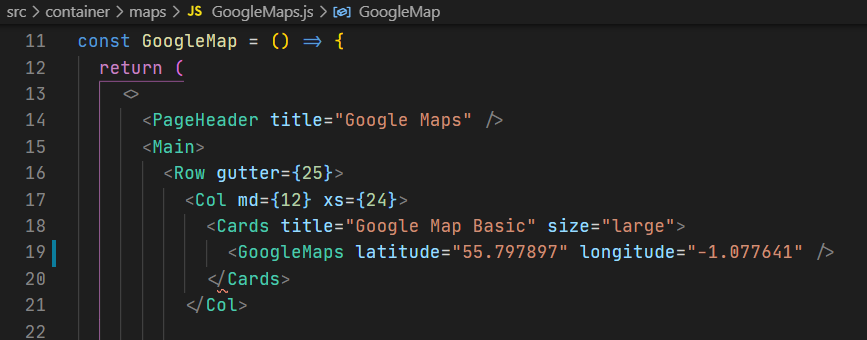 src > container > maps > JS GoogleMaps.js > GoogleMap
11 const GoogleMap = () => {
12 return (
13 <>
14 <PageHeader title="Google Maps" />
15 <Main>
16 <Row gutter={25}>
17 <Col md={12} xs={24}>
18 <Cards title="Google Map Basic" size="large">
19 <GoogleMaps latitude="55.797897" longitude="-1.077641" />
20 </Cards>
21 </Col>
22